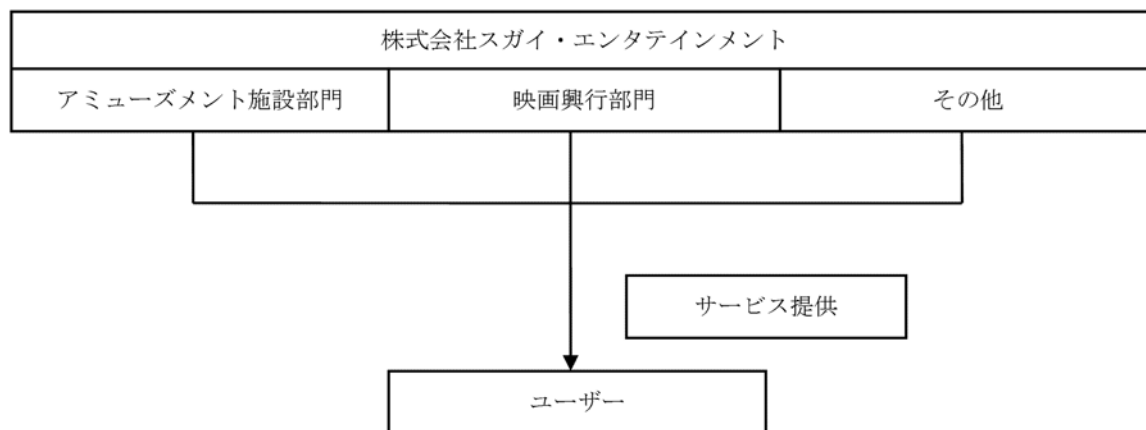 株式会社スガイ・エンタテインメント
アミューズメント施設部門
映画興行部門
その他
サービス提供
ユーザー